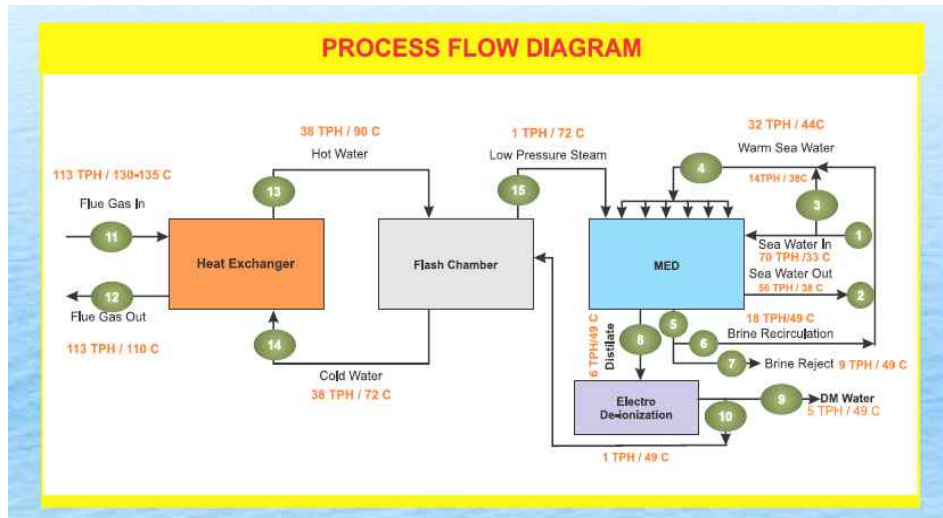 PROCESS FLOW DIAGRAM
38 TPH / 90 C
Hot Water
1 TPH / 72 C
Low Pressure Steam
32 TPH / 44C
Warm Sea Water
4
14TPH / 38C
3
113 TPH / 130-135 C
Flue Gas In
11
13
15
1
Sea Water In
70 TPH /33 C
Heat Exchanger
Flash Chamber
MED
Sea Water Out
56 TPH / 38 C
2
12
Flue Gas Out
113 TPH / 110 C
14
Cold Water
38 TPH / 72 C
6 TPH/49 C
Distilate
8
5
18 TPH/49 C
6
Brine Recirculation
7
Brine Reject
9 TPH / 49 C
Electro
De-ionization
9
DM Water
5 TPH / 49 C
10
1 TPH / 49 C